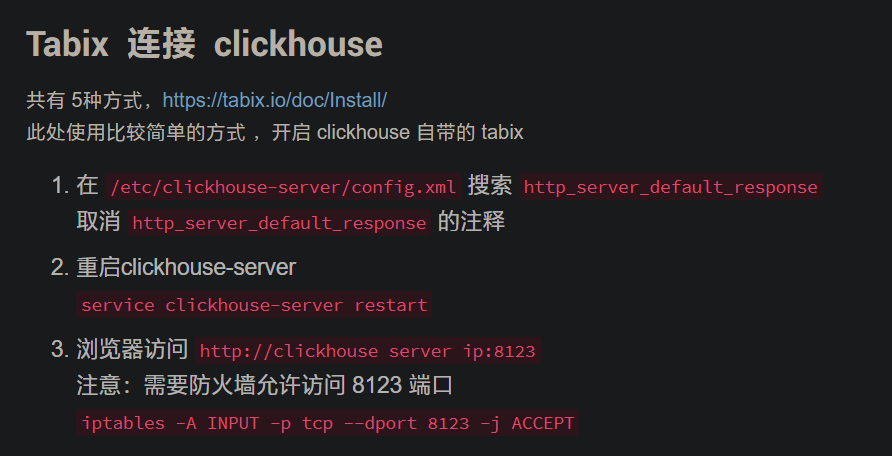 Tabix 连接 clickhouse
共有 5种方式，https://tabix.io/doc/Install/
此处使用比较简单的方式 ，开启 clickhouse 自带的 tabix
1. 在 /etc/clickhouse-server/config.xml 搜索 http_server_default_response
取消 http_server_default_response 的注释
2. 重启clickhouse-server
service clickhouse-server restart
3. 浏览器访问 http://clickhouse server ip:8123
注意：需要防火墙允许访问 8123 端口
iptables -A INPUT -p tcp --dport 8123 -j ACCEPT